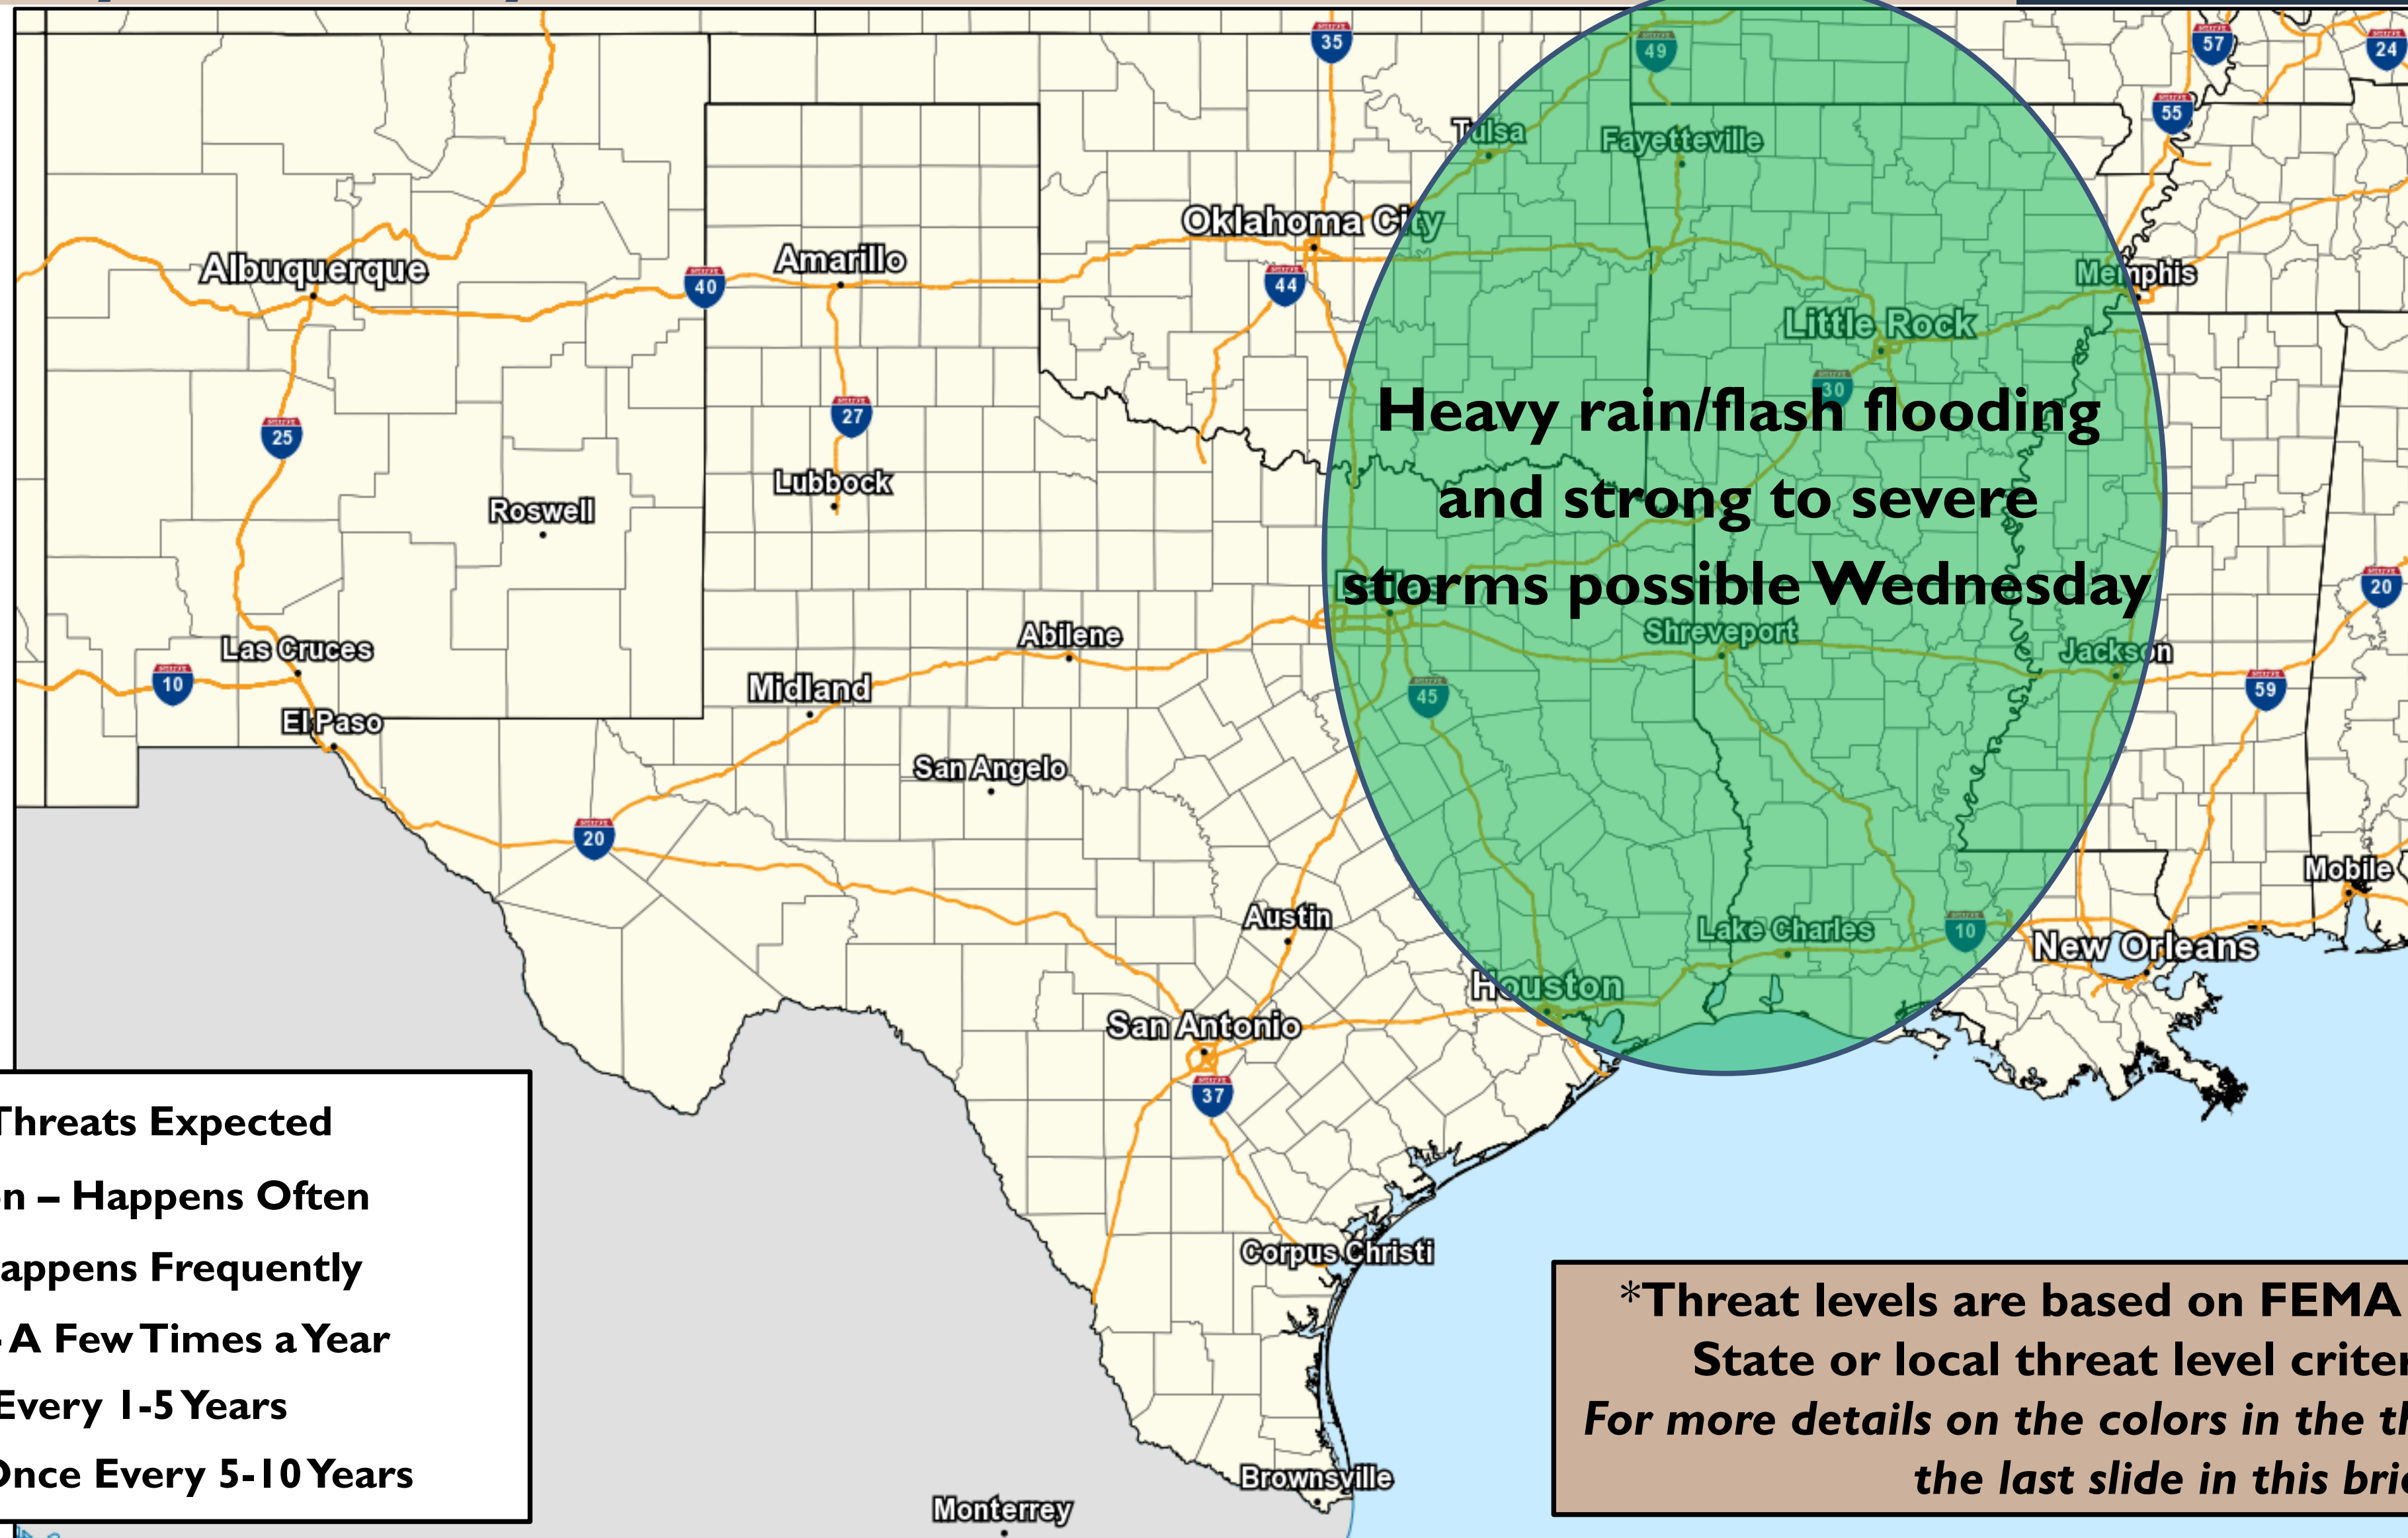 35
49
57
24
55
Tulsa
Fayetteville
Oklahoma City
Albuquerque
Amarillo
Memphis
40
44
Little Rock
30
Heavy rain/flash flooding
and strong to severe
storms possible Wednesday
25
27
Lubbock
Roswell
Dallas
20
Las Cruces
Abilene
Shreveport
Jackson
10
Midland
45
59
El Paso
San Angelo
20
Mobile
Austin
Lake Charles
10
New Orleans
Houston
San Antonio
37
Corpus Christi
Brownsville
Monterrey
Threats Expected
n – Happens Often
appens Frequently
- A Few Times a Year
Every 1-5 Years
Once Every 5-10 Years
*Threat levels are based on FEMA
State or local threat level criter
For more details on the colors in the th
the last slide in this brie